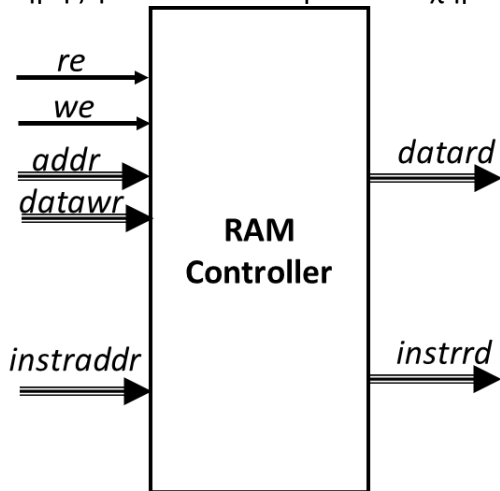 re
we
addr
datard
datawr
RAM
Controller
instraddr
instrrd